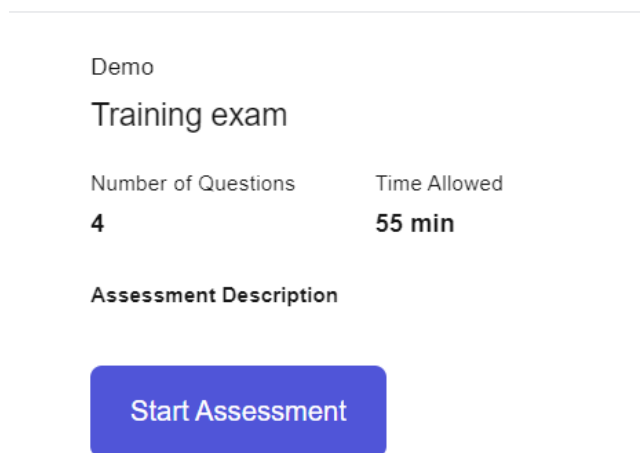 Demo
Training exam
Number of Questions
Time Allowed
4
55 min
Assessment Description
Start Assessment